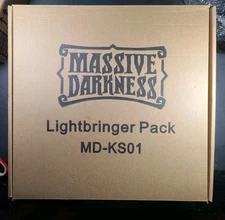 MASSIVE
DARKNESS
Lightbringer Pack
MD-KS01